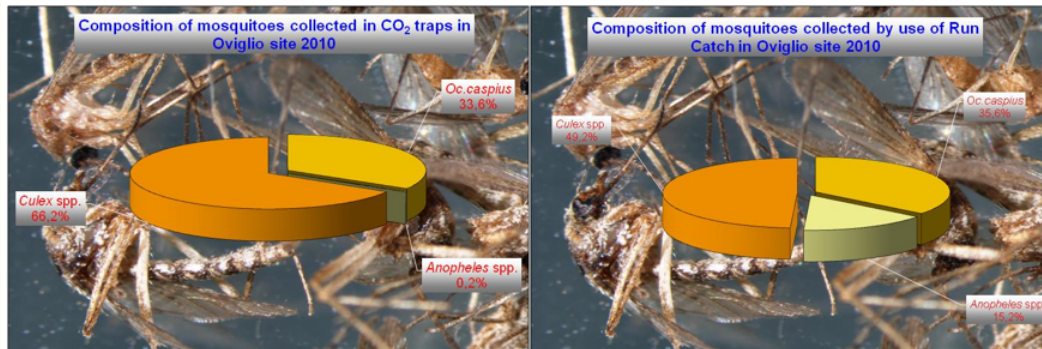 Composition of mosquitoes collected in CO₂ traps in
Oviglio site 2010
Oc.caspius
33,6%
Culex spp.
66,2%
Anopheles spp.
0,2%
Composition of mosquitoes collected by use of Run
Catch in Oviglio site 2010
Oc.caspius
35,6%
Culex spp
49,2%
Anopheles spp
15,2%